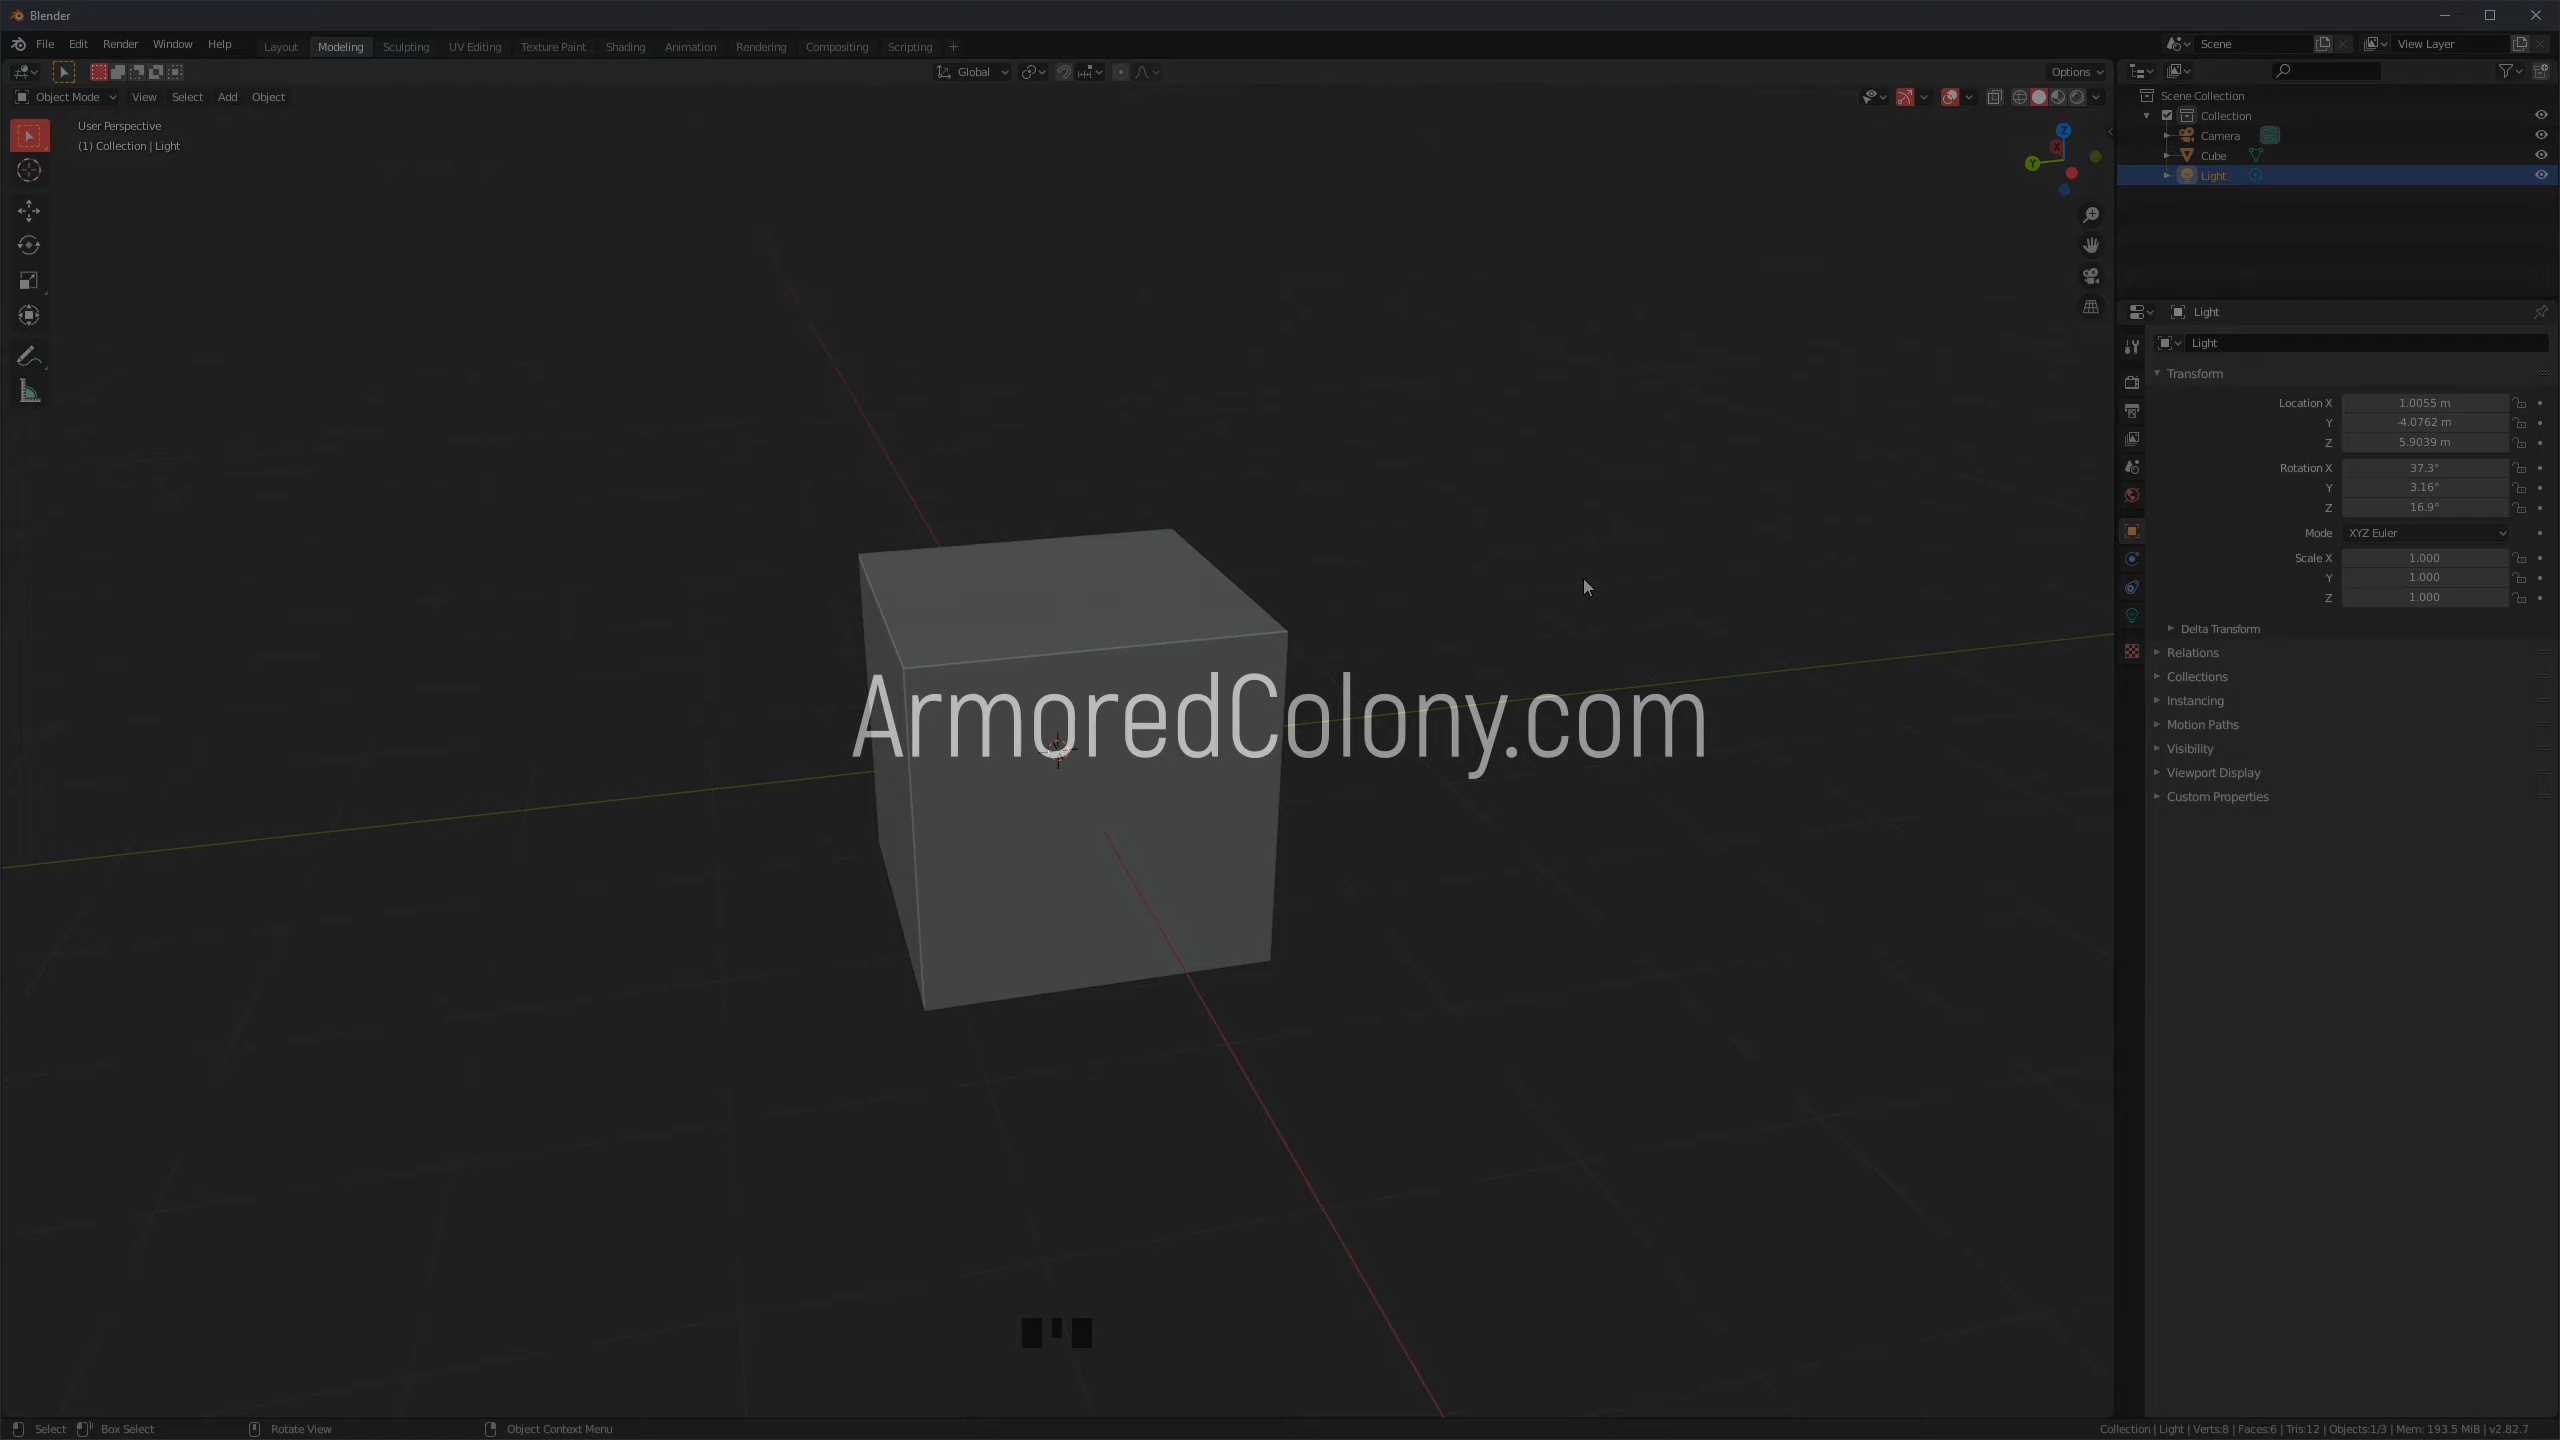 Blender
File Edit Render Window Help Layout Modeling Sculpting UV Editing Texture Paint Shading Animation Rendering Compositing Scripting + Scene View Layer
Global Options
Object Mode View Select Add Object
User Perspective
(1) Collection | Light
Z
X
Y
Scene Collection
Collection
Camera
Cube
Light
Light
Light
Transform
Location X 1.0055 m
Y -4.0762 m
Z 5.9039 m
Rotation X 37.3°
Y 3.16°
Z 16.9°
Mode XYZ Euler
Scale X 1.000
Y 1.000
Z 1.000
Delta Transform
Relations
Collections
Instancing
Motion Paths
Visibility
Viewport Display
Custom Properties
ArmoredColony.com
Select Box Select Rotate View Object Context Menu
Collection | Light | Verts:8 | Faces:6 | Tris:12 | Objects:1/3 | Mem: 193.5 MiB | v2.82.7